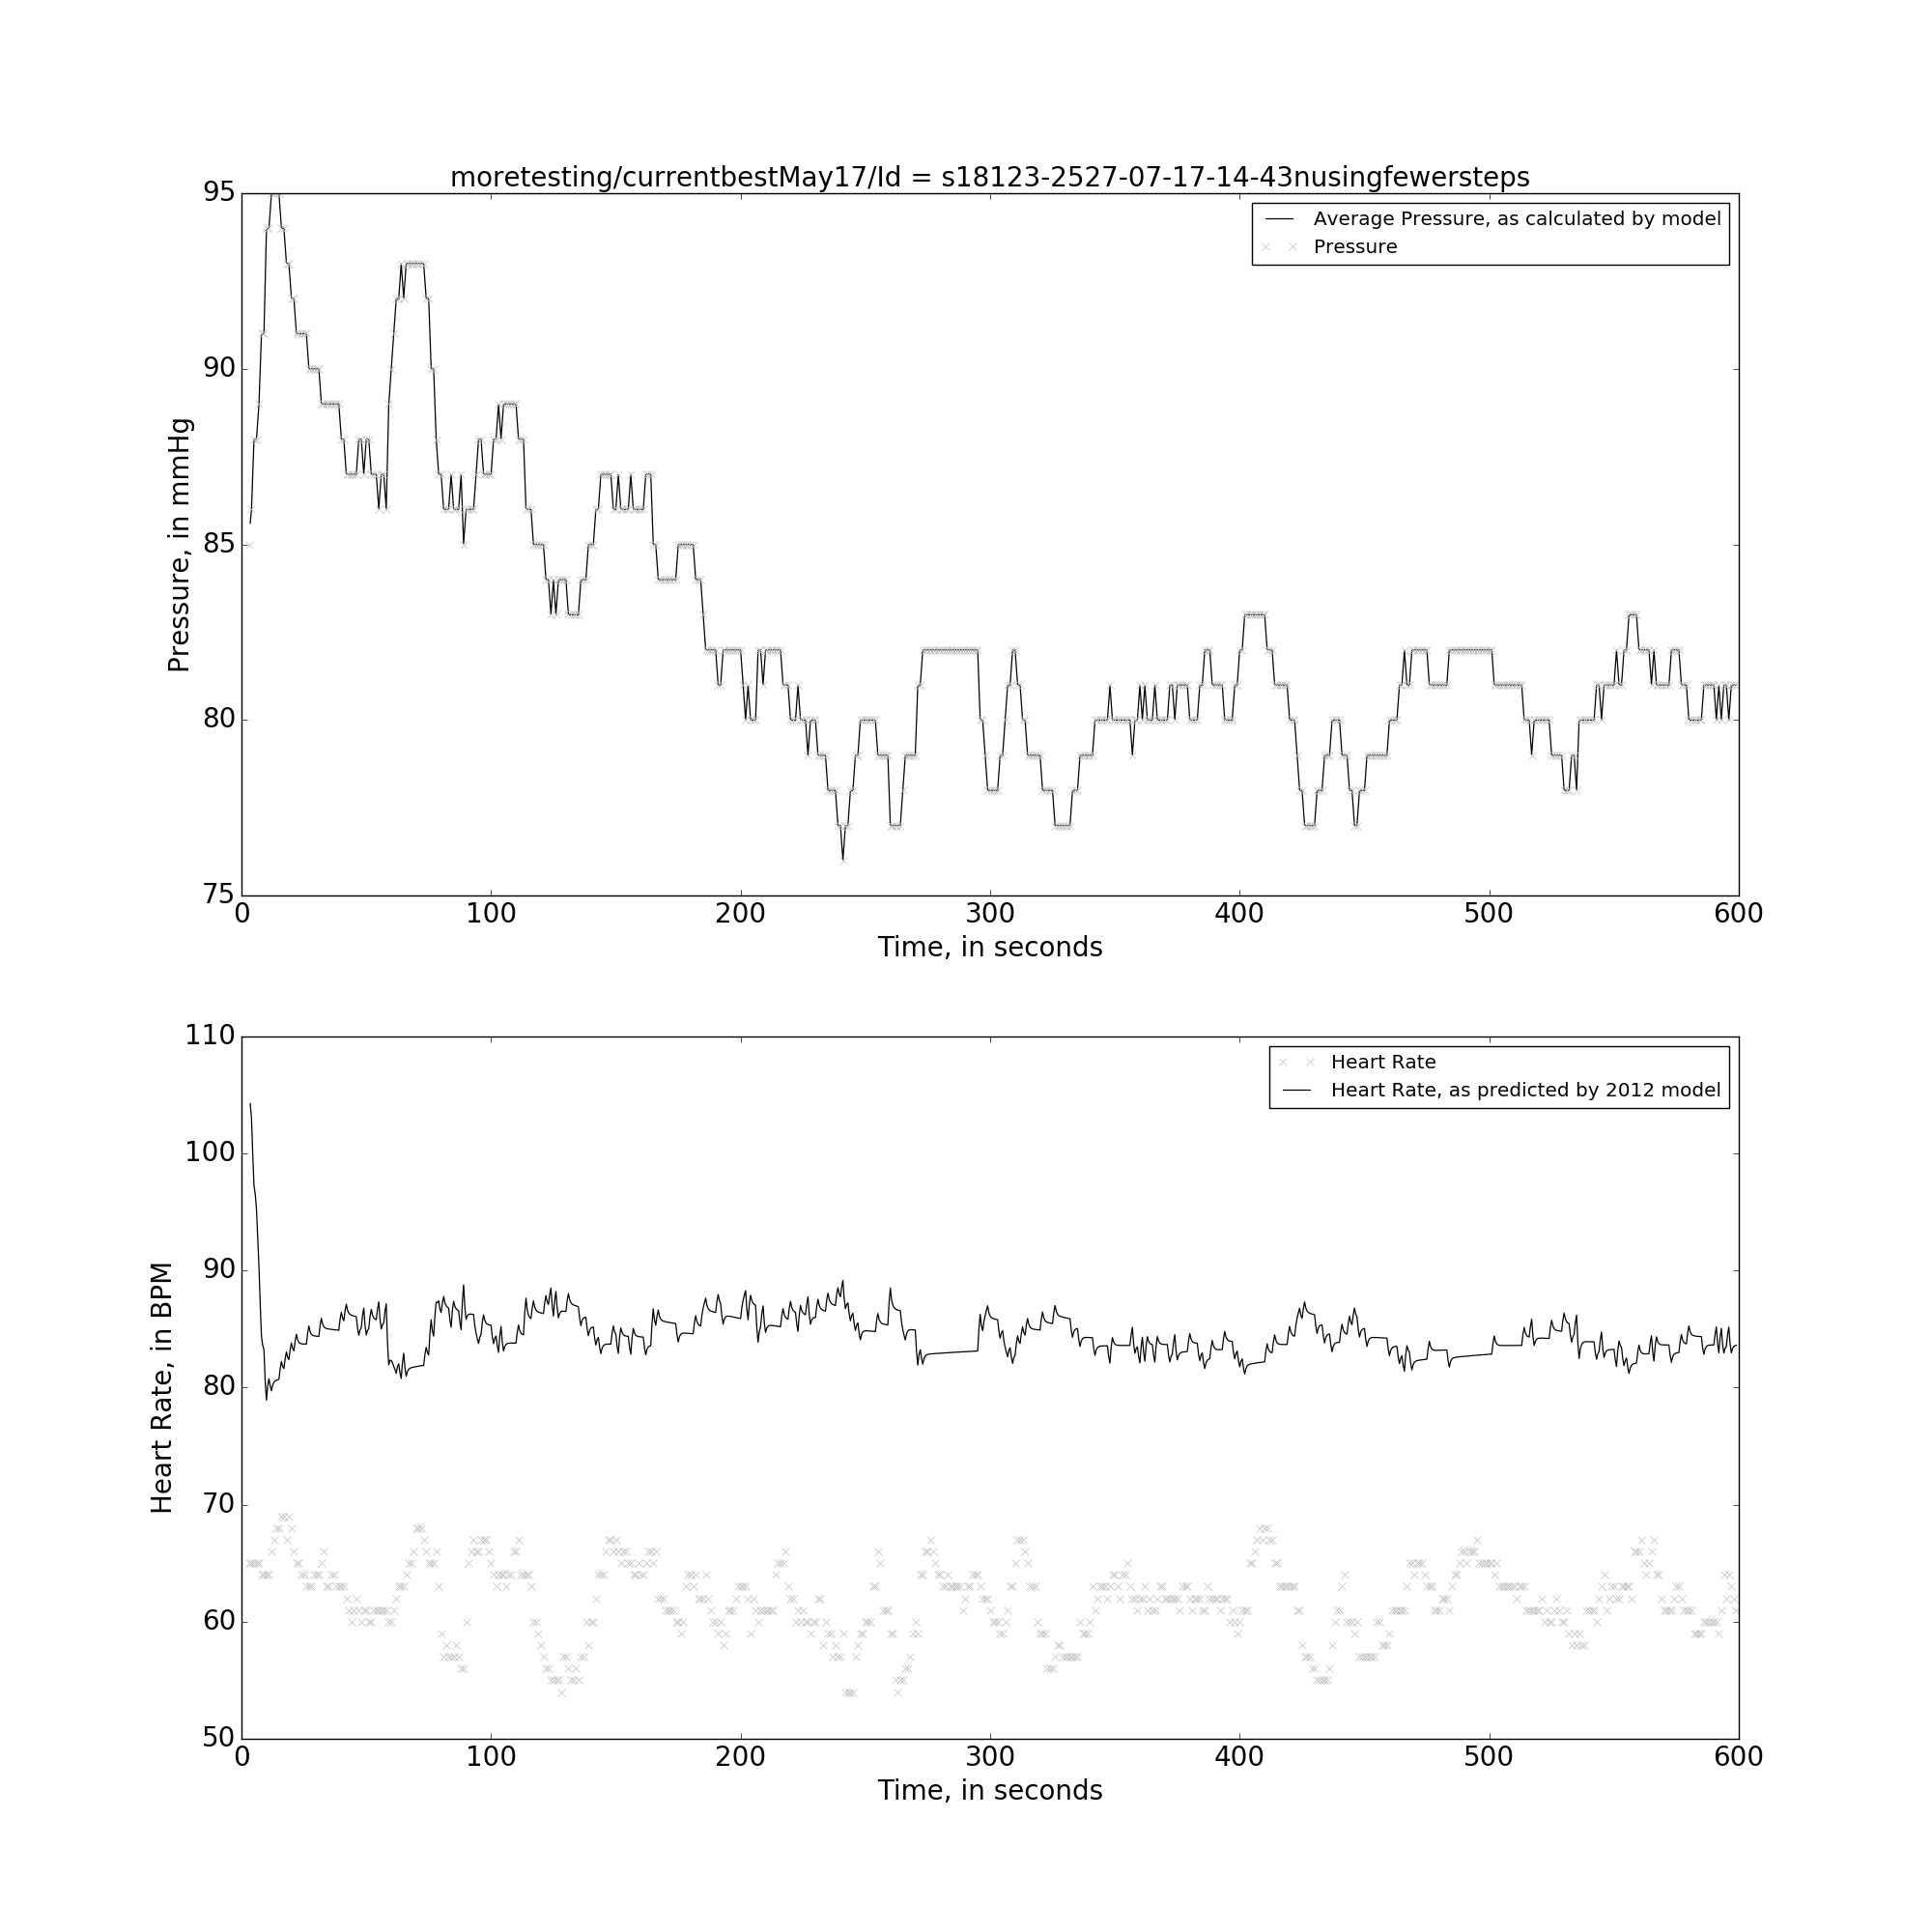 moretesting/currentbestMay17/Id = s18123-2527-07-17-14-43nusingfewersteps
Average Pressure, as calculated by model
Pressure
Pressure, in mmHg
95
90
85
80
75
0 100 200 300 400 500 600
Time, in seconds
Heart Rate
Heart Rate, as predicted by 2012 model
Heart Rate, in BPM
110
100
90
80
70
60
50
0 100 200 300 400 500 600
Time, in seconds